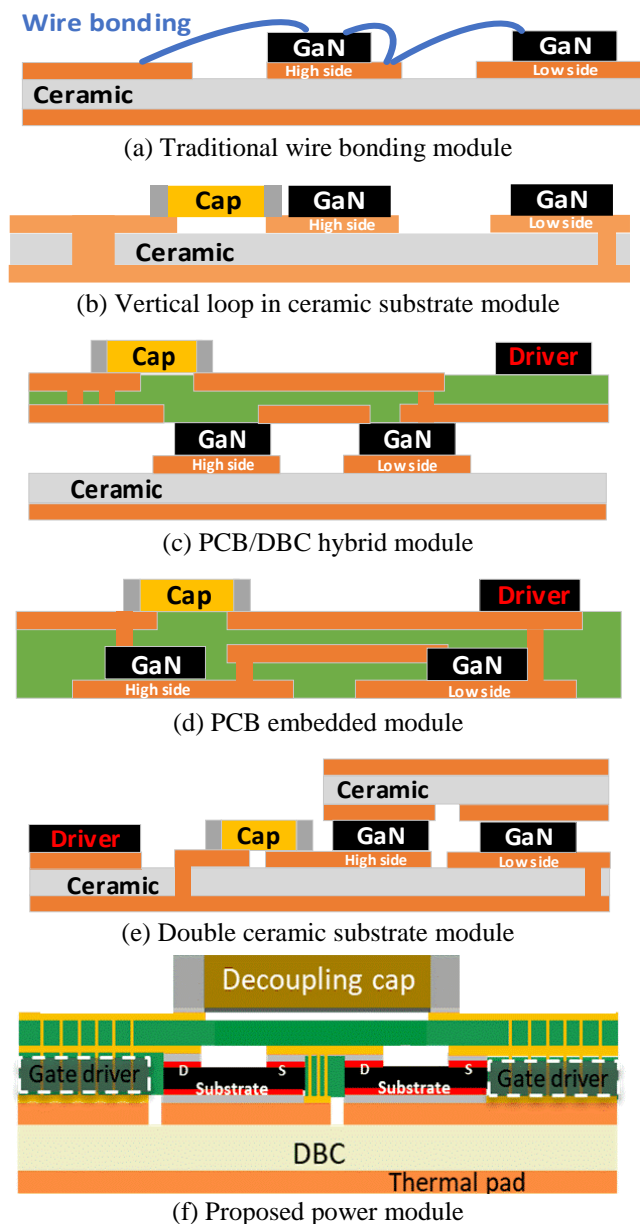 Wire bonding
GaN
GaN
High side
Low side
Ceramic
(a) Traditional wire bonding module
Cap
GaN
GaN
High side
Low side
Ceramic
(b) Vertical loop in ceramic substrate module
Cap
Driver
GaN
GaN
High side
Low side
Ceramic
(c) PCB/DBC hybrid module
Cap
Driver
GaN
GaN
High side
Low side
(d) PCB embedded module
Ceramic
Driver
Cap
GaN
GaN
High side
Low side
Ceramic
(e) Double ceramic substrate module
Decoupling cap
Gate driver
D
S
Substrate
D
S
Substrate
Gate driver
DBC
Thermal pad
(f) Proposed power module